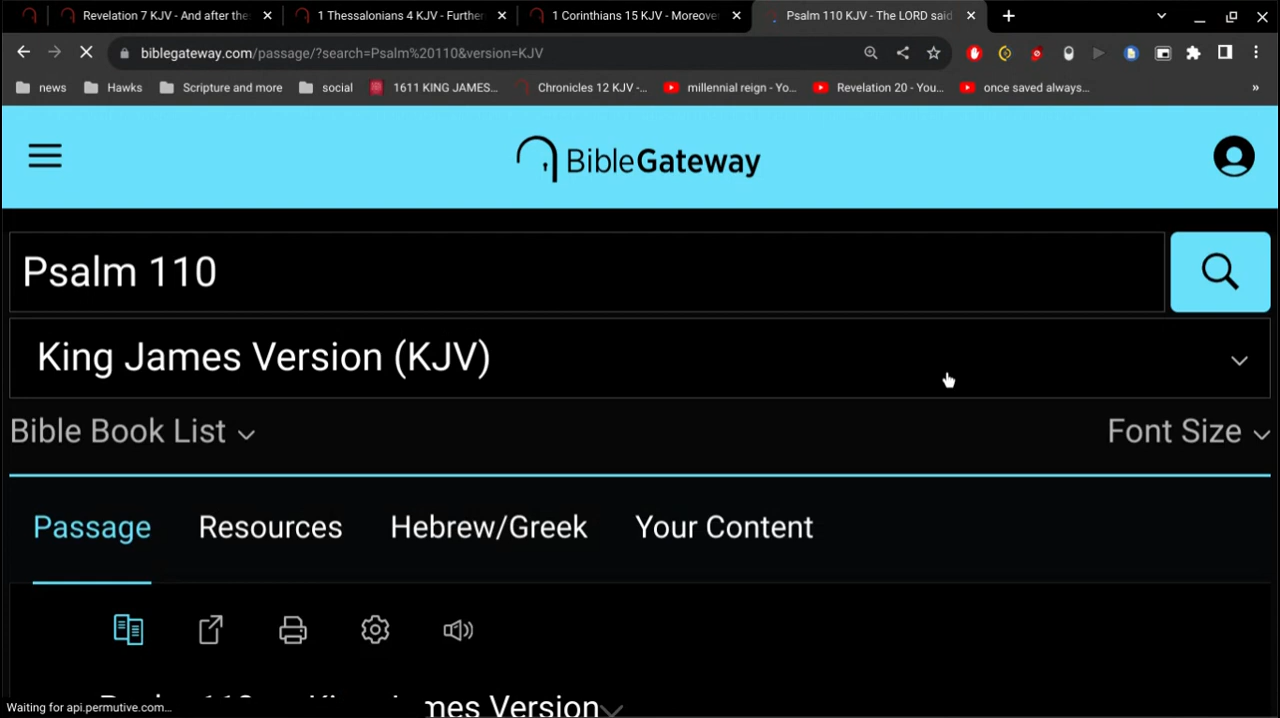 Revelation 7 KJV - And after the
1 Thessalonians 4 KJV - Further
1 Corinthians 15 KJV - Moreover
Psalm 110 KJV - The LORD said
biblegateway.com/passage/?search=Psalm%20110&version=KJV
news Hawks Scripture and more social 1611 KING JAMES... Chronicles 12 KJV -... millennial reign - Yo... Revelation 20 - You... once saved always... »
BibleGateway
Psalm 110
King James Version (KJV)
Bible Book List Font Size
Passage Resources Hebrew/Greek Your Content
mes Version
Waiting for api.permutive.com...